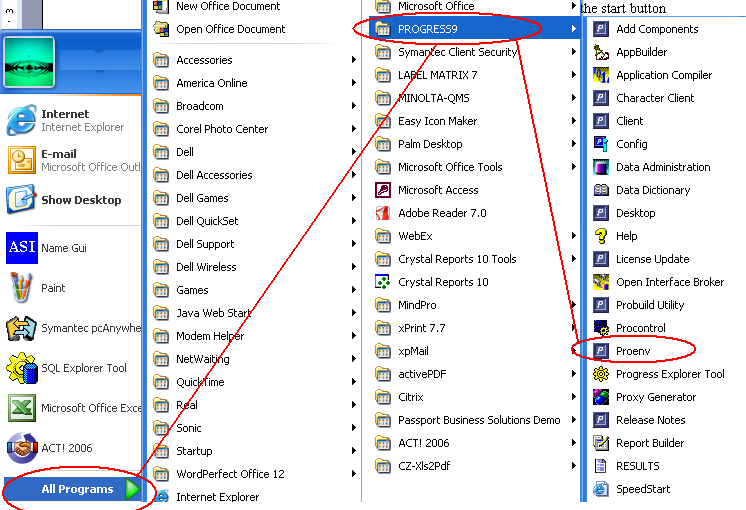 3
the start button
Internet
Internet Explorer
E-mail
Microsoft Office Outl
Show Desktop
ASI Name Gui
Paint
Symantec pcAnywhe
SQL Explorer Tool
Microsoft Office Exce
ACT! 2006
All Programs
New Office Document
Open Office Document
Accessories
America Online
Broadcom
Corel Photo Center
Dell
Dell Accessories
Dell Games
Dell QuickSet
Dell Support
Dell Wireless
Games
Java Web Start
Modem Helper
NetWaiting
QuickTime
Real
Sonic
Startup
WordPerfect Office 12
Internet Explorer
Microsoft Office
PROGRESS9
Symantec Client Security
LABEL MATRIX 7
MINOLTA-QMS
Easy Icon Maker
Palm Desktop
Microsoft Office Tools
Microsoft Access
Adobe Reader 7.0
WebEx
Crystal Reports 10 Tools
Crystal Reports 10
MindPro
xPrint 7.7
xpMail
activePDF
Citrix
Passport Business Solutions Demo
ACT! 2006
CZ-Xls2Pdf
Add Components
AppBuilder
Application Compiler
Character Client
Client
Config
Data Administration
Data Dictionary
Desktop
Help
License Update
Open Interface Broker
Probuild Utility
Procontrol
Proenv
Progress Explorer Tool
Proxy Generator
Release Notes
Report Builder
RESULTS
SpeedStart